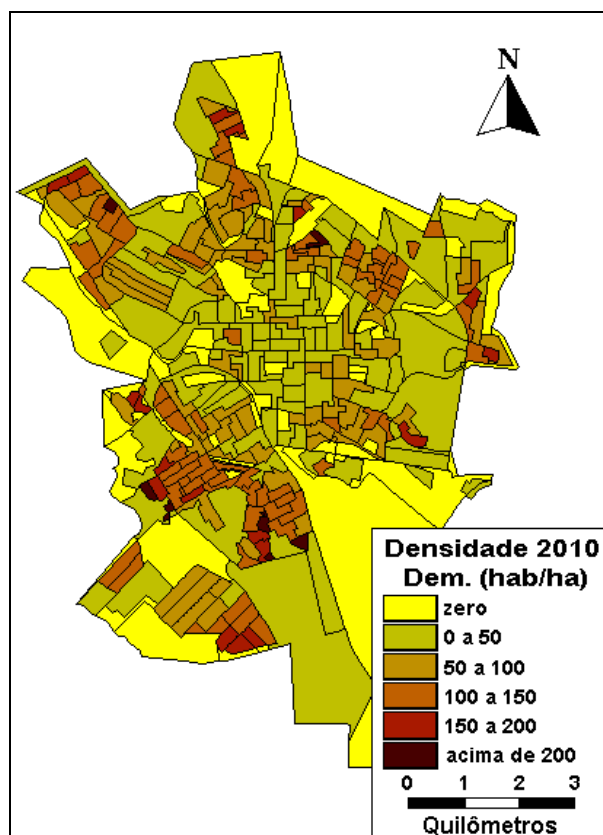 N
Densidade 2010
Dem. (hab/ha)
zero
0 a 50
50 a 100
100 a 150
150 a 200
acima de 200
0 1 2 3
Quilômetros